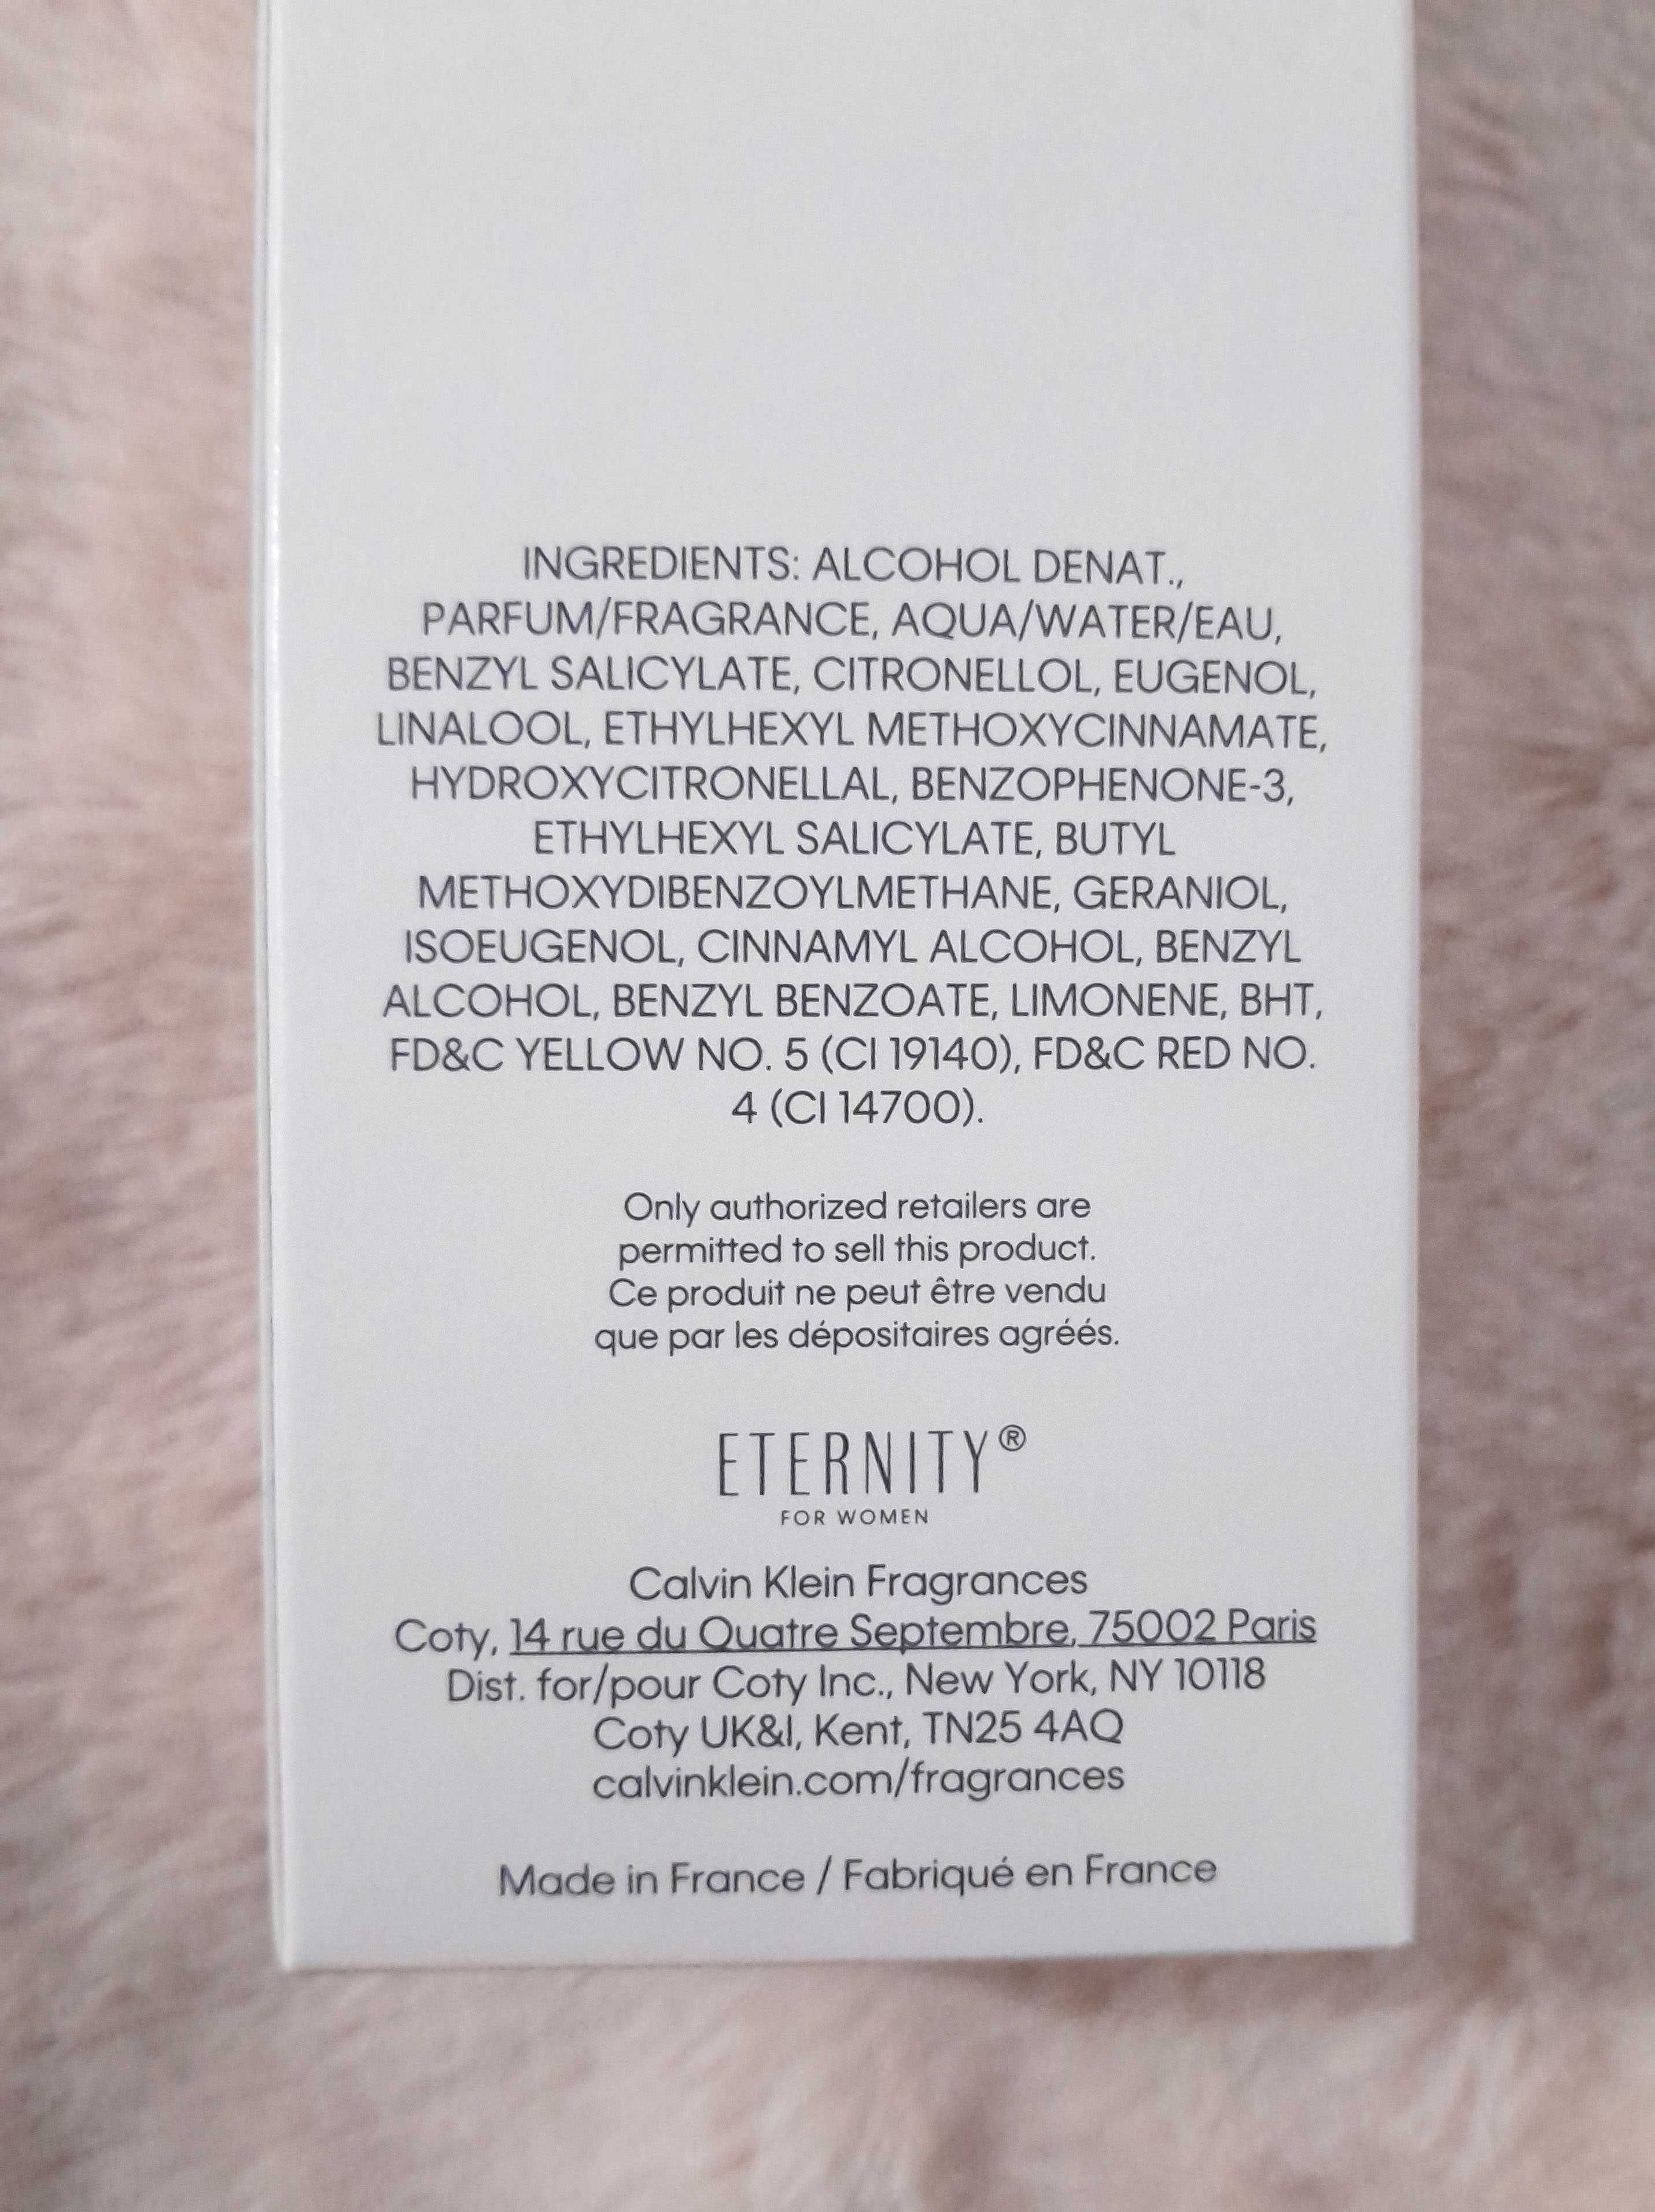 INGREDIENTS: ALCOHOL DENAT.,
PARFUM/FRAGRANCE, AQUA/WATER/EAU,
BENZYL SALICYLATE, CITRONELLOL, EUGENOL,
LINALOOL, ETHYLHEXYL METHOXYCINNAMATE,
HYDROXYCITRONELLAL, BENZOPHENONE-3,
ETHYLHEXYL SALICYLATE, BUTYL
METHOXYDIBENZOYLMETHANE, GERANIOL,
ISOEUGENOL, CINNAMYL ALCOHOL, BENZYL
ALCOHOL, BENZYL BENZOATE, LIMONENE, BHT,
FD&C YELLOW NO. 5 (CI 19140), FD&C RED NO.
4 (CI 14700).
Only authorized retailers are
permitted to sell this product.
Ce produit ne peut être vendu
que par les dépositaires agréés.
ETERNITY®
FOR WOMEN
Calvin Klein Fragrances
Coty, 14 rue du Quatre Septembre, 75002 Paris
Dist. for/pour Coty Inc., New York, NY 10118
Coty UK&I, Kent, TN25 4AQ
calvinklein.com/fragrances
Made in France / Fabriqué en France